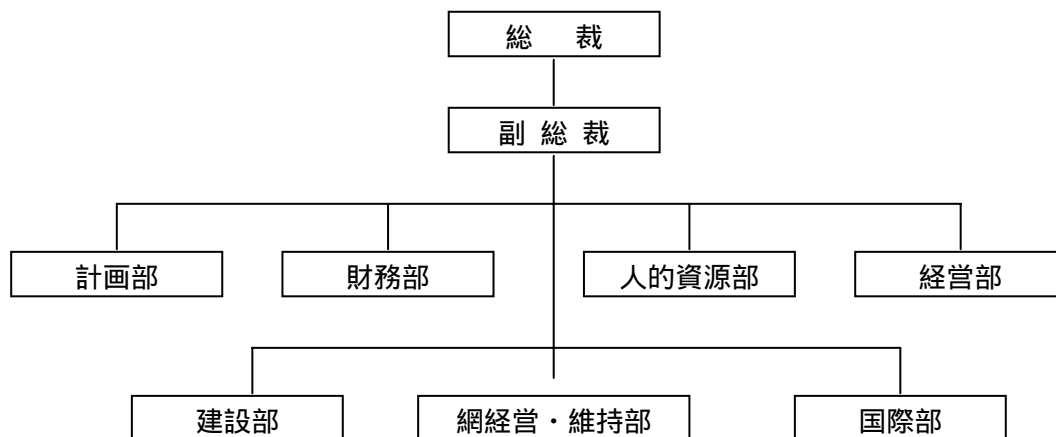 総 裁
副 総 裁
計画部 財務部 人的資源部 経営部
建設部 網経営・維持部 国際部